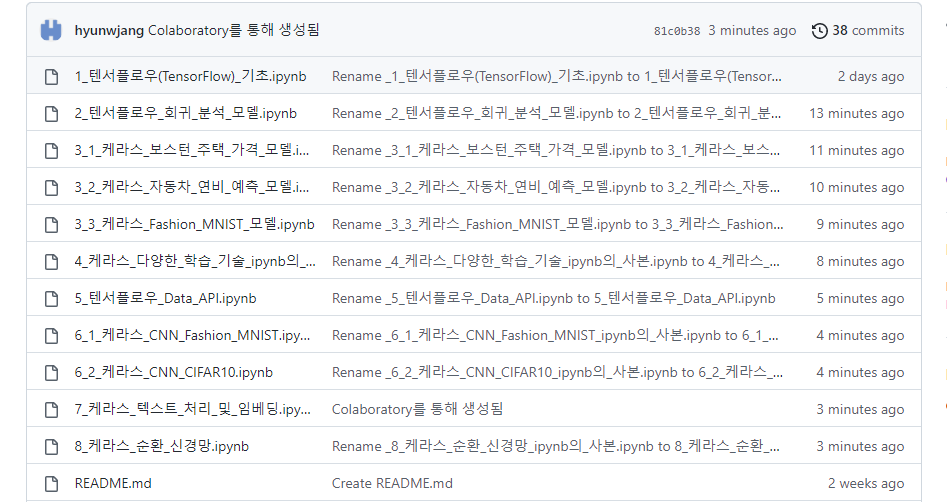 hyunwjang Colaboratory를 통해 생성됨 81c0b38 3 minutes ago 38 commits
1_텐서플로우(TensorFlow)_기초.ipynb Rename _1_텐서플로우(TensorFlow)_기초.ipynb to 1_텐서플로우(Tensor... 2 days ago
2_텐서플로우_회귀_분석_모델.ipynb Rename _2_텐서플로우_회귀_분석_모델.ipynb to 2_텐서플로우_회귀_분... 13 minutes ago
3_1_케라스_보스턴_주택_가격_모델.i... Rename _3_1_케라스_보스턴_주택_가격_모델.ipynb to 3_1_케라스_보스... 11 minutes ago
3_2_케라스_자동차_연비_예측_모델.i... Rename _3_2_케라스_자동차_연비_예측_모델.ipynb to 3_2_케라스_자동... 10 minutes ago
3_3_케라스_Fashion_MNIST_모델.ipynb Rename _3_3_케라스_Fashion_MNIST_모델.ipynb to 3_3_케라스_Fashion... 9 minutes ago
4_케라스_다양한_학습_기술_ipynb의_... Rename _4_케라스_다양한_학습_기술_ipynb의_사본.ipynb to 4_케라스_... 8 minutes ago
5_텐서플로우_Data_API.ipynb Rename _5_텐서플로우_Data_API.ipynb to 5_텐서플로우_Data_API.ipynb 5 minutes ago
6_1_케라스_CNN_Fashion_MNIST.ipy... Rename _6_1_케라스_CNN_Fashion_MNIST_ipynb의_사본.ipynb to 6_1_... 4 minutes ago
6_2_케라스_CNN_CIFAR10.ipynb Rename _6_2_케라스_CNN_CIFAR10_ipynb의_사본.ipynb to 6_2_케라스_... 4 minutes ago
7_케라스_텍스트_처리_및_임베딩.ipy... Colaboratory를 통해 생성됨 3 minutes ago
8_케라스_순환_신경망.ipynb Rename _8_케라스_순환_신경망_ipynb의_사본.ipynb to 8_케라스_순환_... 3 minutes ago
README.md Create README.md 2 weeks ago